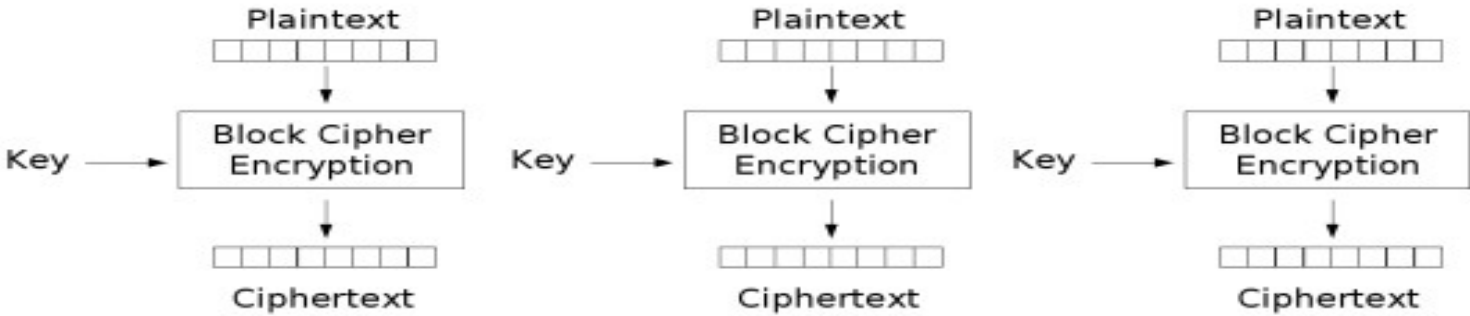 Plaintext Plaintext Plaintext
Block Cipher Block Cipher Block Cipher
Key Encryption Key Encryption Key Encryption
Ciphertext Ciphertext Ciphertext